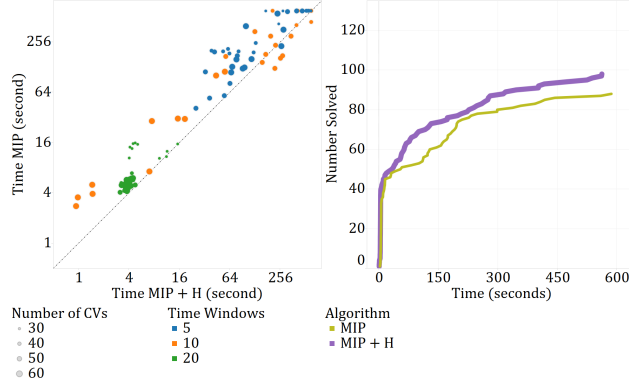 Time MIP (second)
256
64
16
4
1
1 4 16 64 256
Time MIP + H (second)
Number Solved
120
100
80
60
40
20
0
0 150 300 450 600
Time (seconds)
Number of CVs
30
40
50
60
Time Windows
5
10
20
Algorithm
MIP
MIP + H